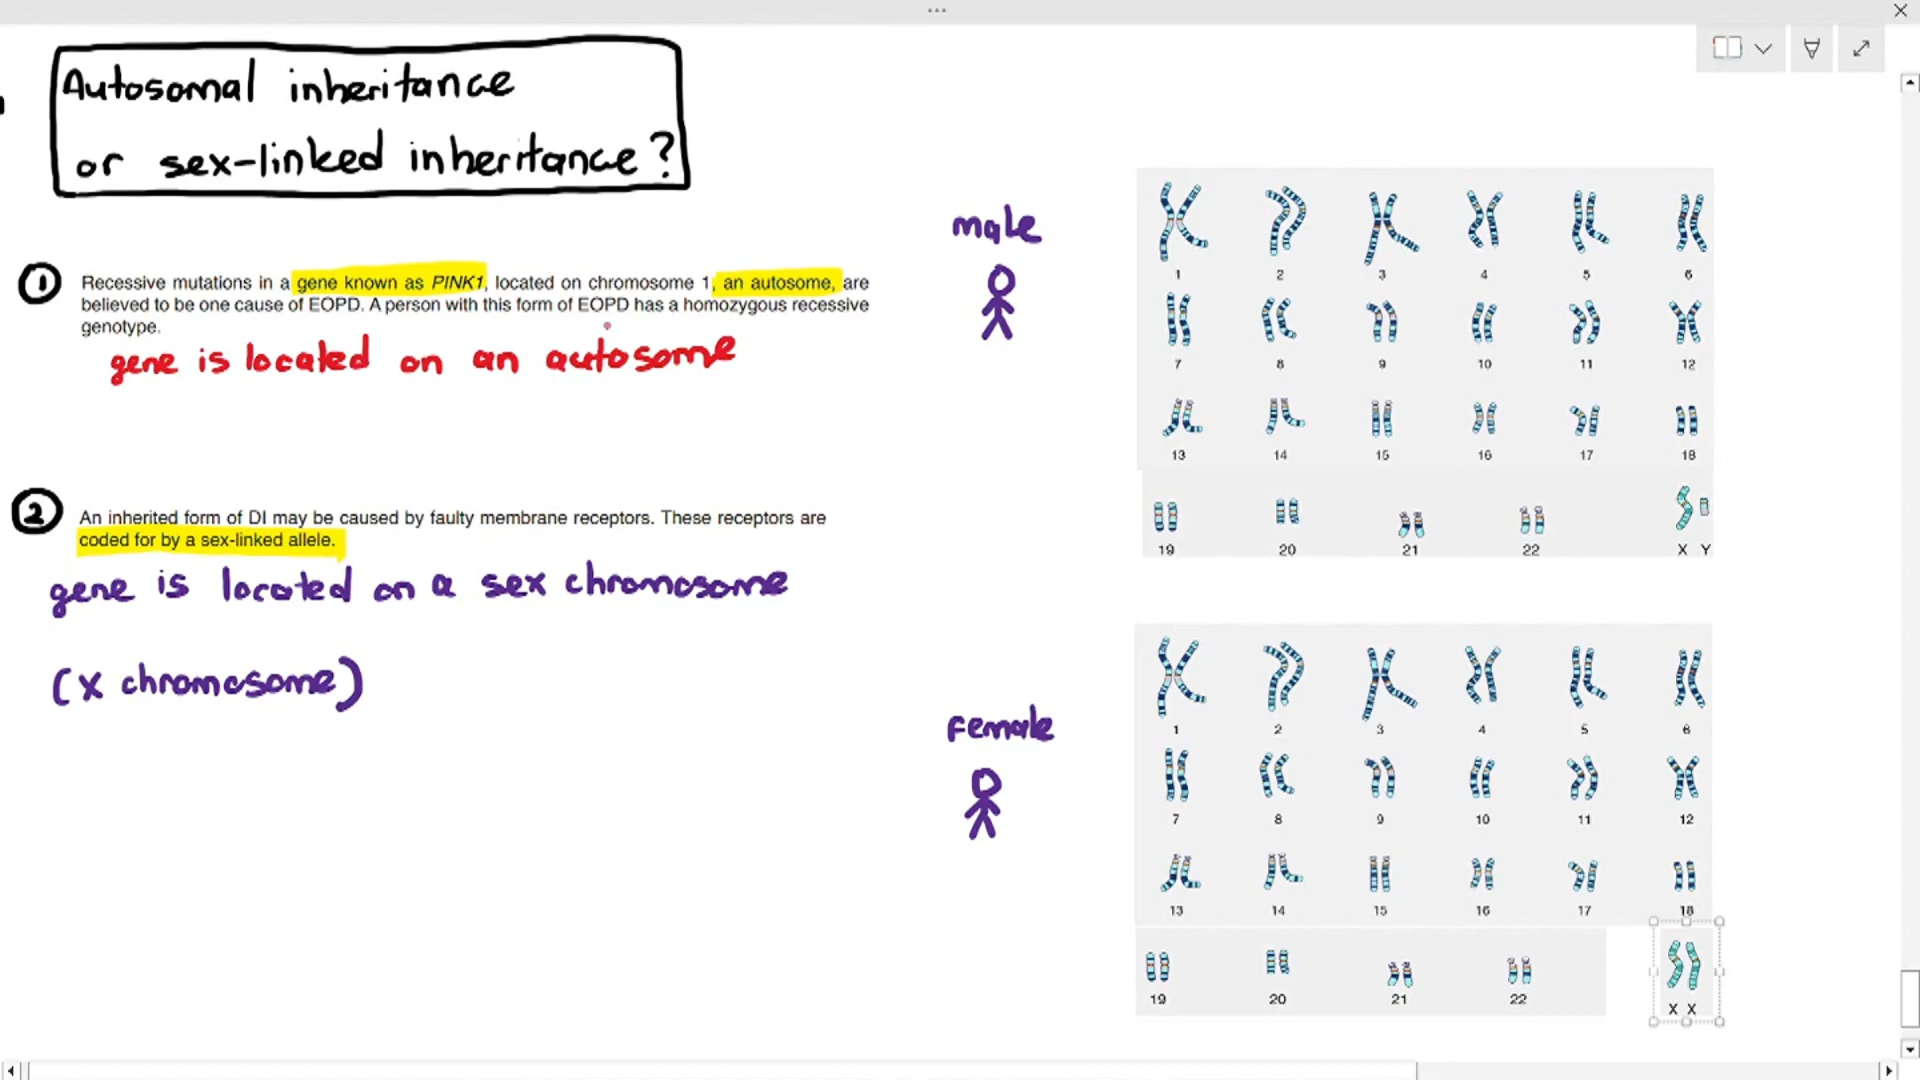 Autosomal inheritance
or sex-linked inheritance?
1 Recessive mutations in a gene known as PINK1, located on chromosome 1, an autosome, are
believed to be one cause of EOPD. A person with this form of EOPD has a homozygous recessive
genotype.
gene is located on an autosome
2 An inherited form of DI may be caused by faulty membrane receptors. These receptors are
coded for by a sex-linked allele.
gene is located on a sex chromosome
(X chromosome)
male
1 2 3 4 5 6
7 8 9 10 11 12
13 14 15 16 17 18
19 20 21 22 X Y
female
1 2 3 4 5 6
7 8 9 10 11 12
13 14 15 16 17 18
19 20 21 22 X X